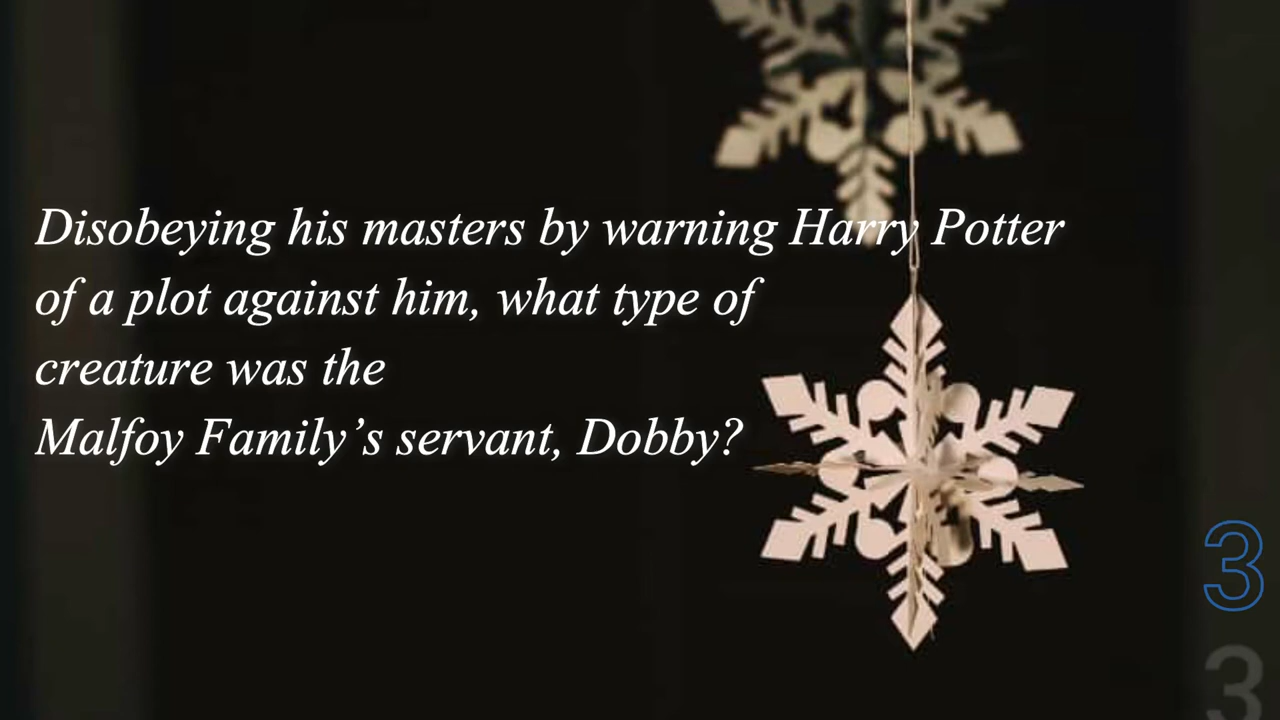 Disobeying his masters by warning Harry Potter
of a plot against him, what type of
creature was the
Malfoy Family’s servant, Dobby?
3
3